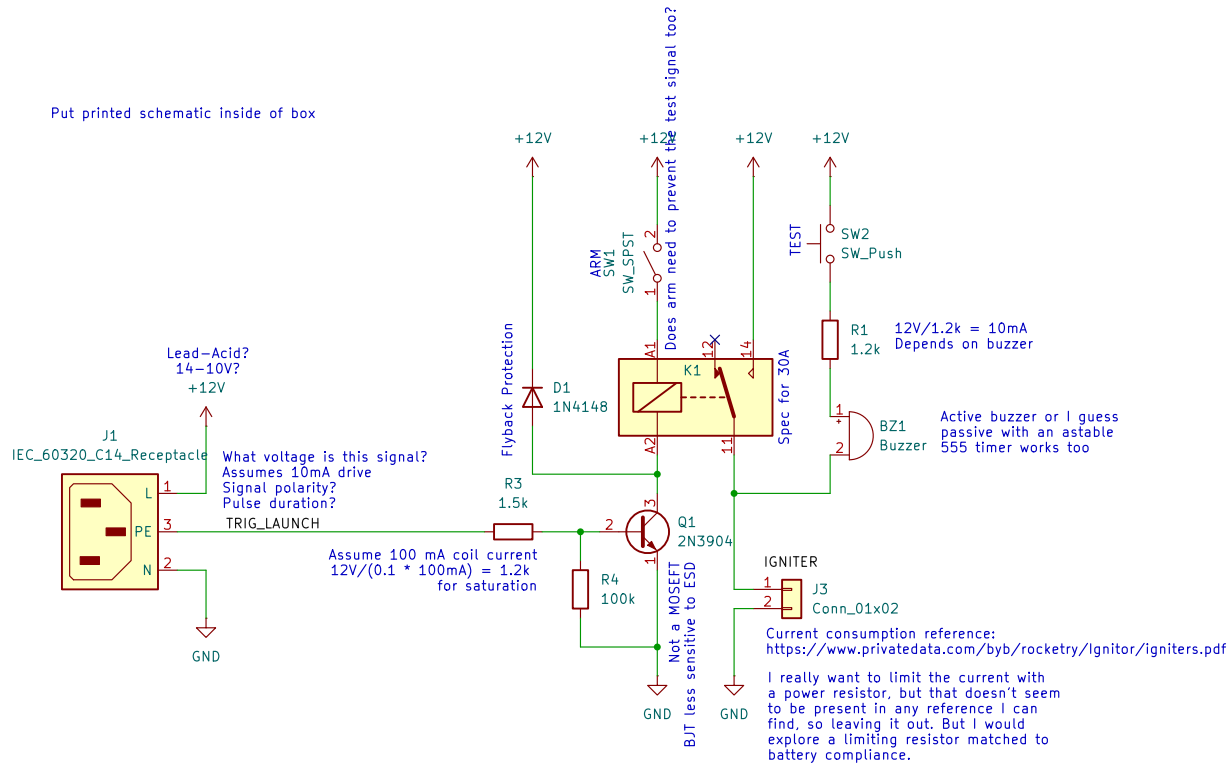 Put printed schematic inside of box
+12V
+12V
+12V
+12V
Does arm need to prevent the test signal too?
ARM
SW1
SW_SPST
2
1
TEST
SW2
SW_Push
R1
1.2k
12V/1.2k = 10mA
Depends on buzzer
Lead-Acid?
14-10V?
+12V
Flyback Protection
D1
1N4148
A1
12
14
K1
A2
11
Spec for 30A
1
+
2
BZ1
Buzzer
Active buzzer or I guess
passive with an astable
555 timer works too
J1
IEC_60320_C14_Receptacle
L
1
PE
3
N
2
What voltage is this signal?
Assumes 10mA drive
Signal polarity?
Pulse duration?
TRIG_LAUNCH
GND
R3
1.5k
Assume 100 mA coil current
12V/(0.1 * 100mA) = 1.2k
for saturation
R4
100k
2
3
1
Q1
2N3904
Not a MOSEFT
BJT less sensitive to ESD
GND
GND
IGNITER
1
2
J3
Conn_01x02
Current consumption reference:
https://www.privatedata.com/byb/rocketry/Ignitor/igniters.pdf
I really want to limit the current with
a power resistor, but that doesn't seem
to be present in any reference I can
find, so leaving it out. But I would
explore a limiting resistor matched to
battery compliance.